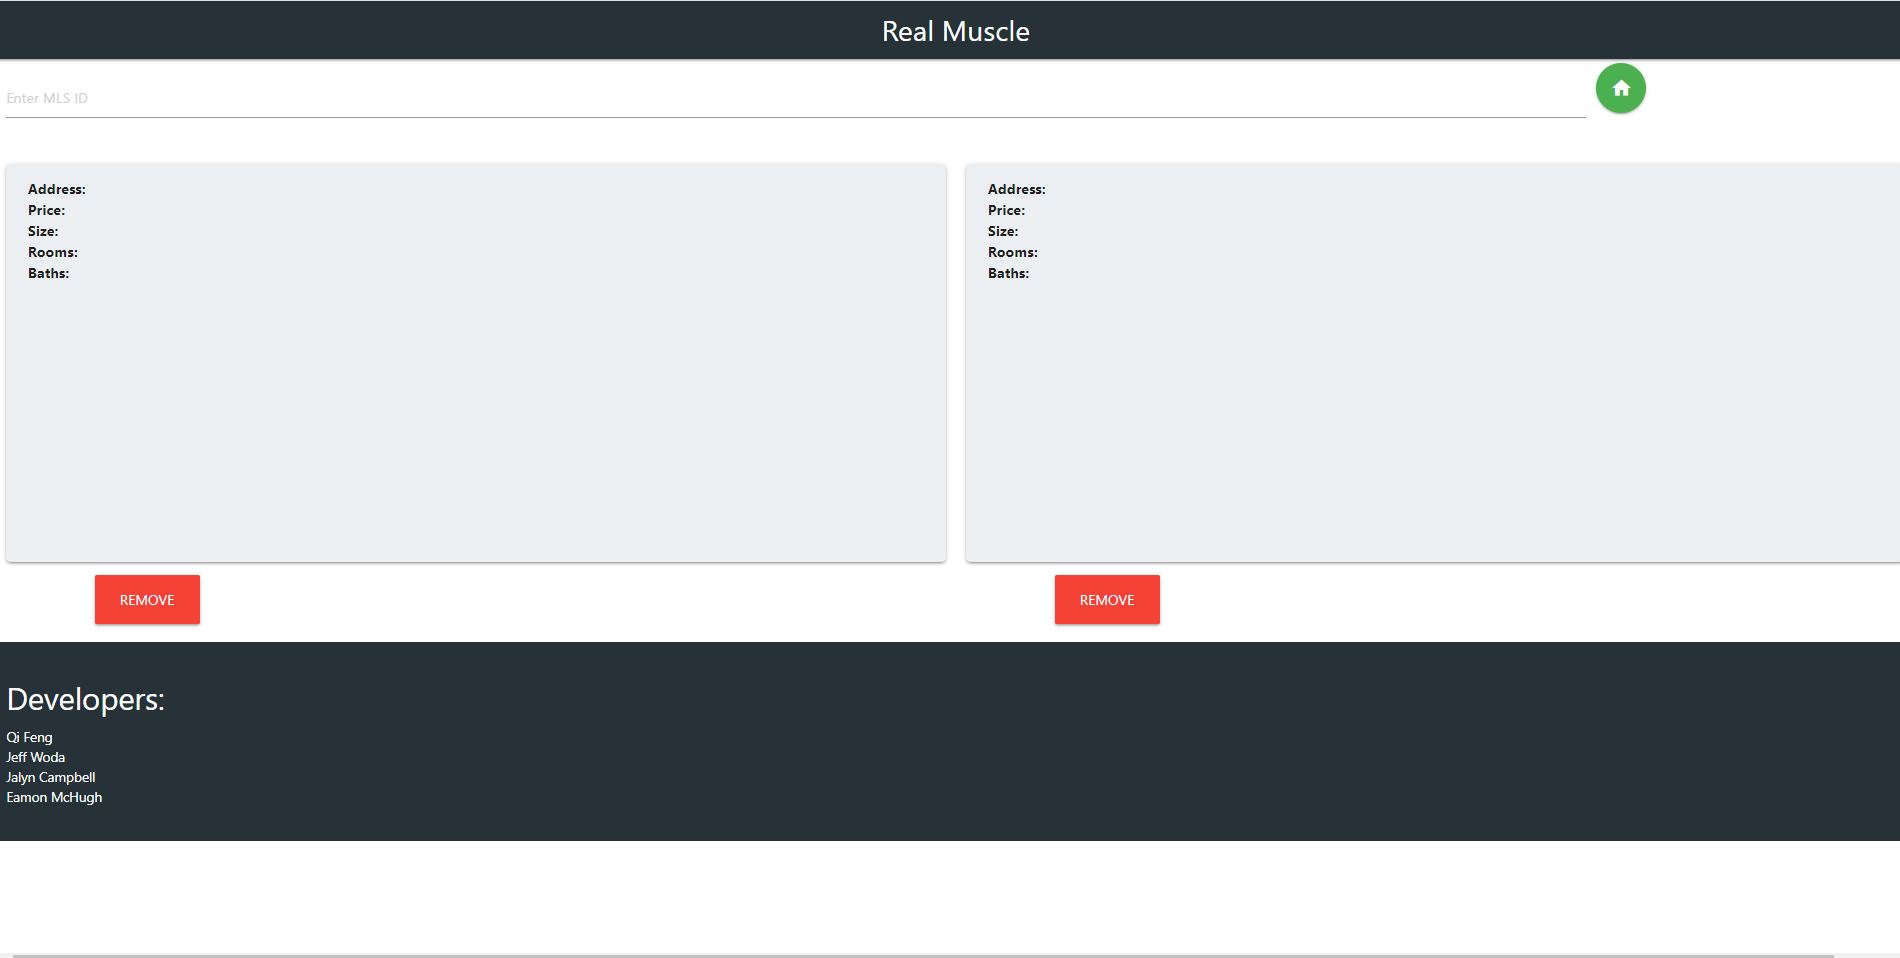 Real Muscle
Enter MLS ID
Address:
Price:
Size:
Rooms:
Baths:
REMOVE
Address:
Price:
Size:
Rooms:
Baths:
REMOVE
Developers:
Qi Feng
Jeff Woda
Jalyn Campbell
Eamon McHugh